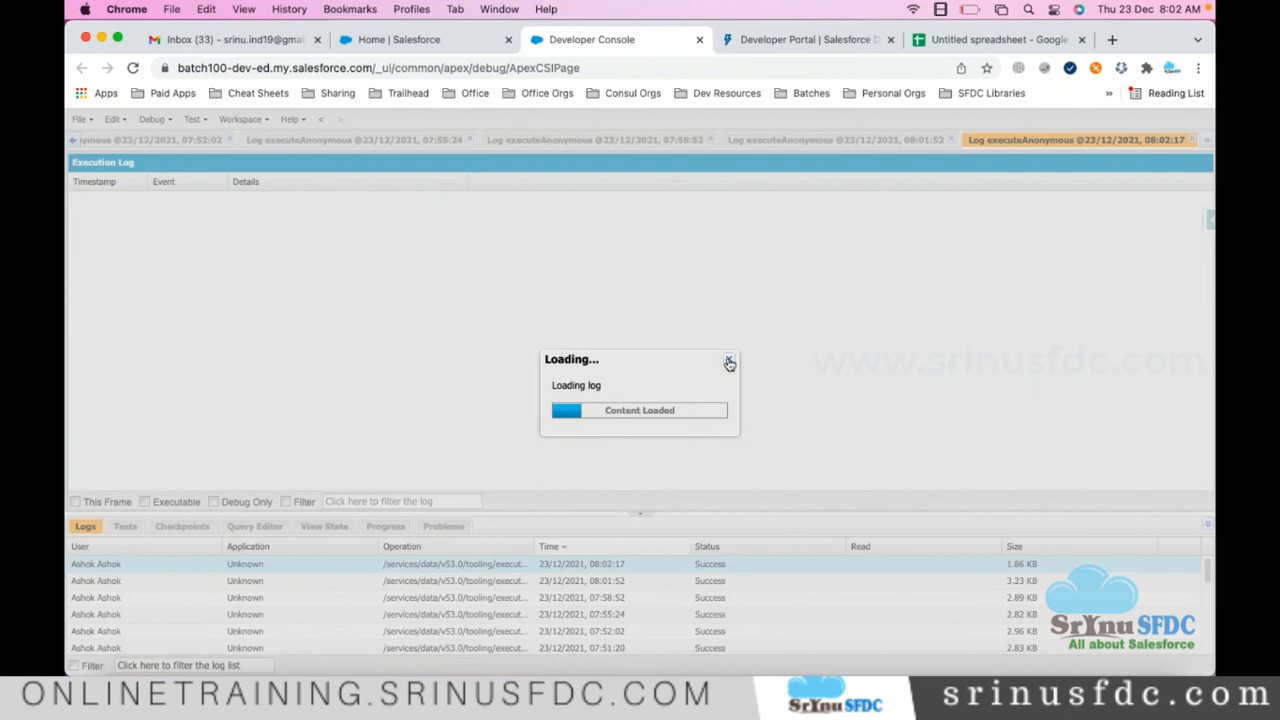 Chrome File Edit View History Bookmarks Profiles Tab Window Help Thu 23 Dec 8:02 AM
Inbox (33) - srinu.ind19@gmai Home | Salesforce Developer Console Developer Portal | Salesforce D Untitled spreadsheet - Google
batch100-dev-ed.my.salesforce.com/_ui/common/apex/debug/ApexCSIPage
Apps Paid Apps Cheat Sheets Sharing Trailhead Office Office Orgs Consul Orgs Dev Resources Batches Personal Orgs SFDC Libraries » Reading List
File Edit Debug Test Workspace Help < >
ymous @23/12/2021, 07:52:02 Log executeAnonymous @23/12/2021, 07:55:24 Log executeAnonymous @23/12/2021, 07:58:52 Log executeAnonymous @23/12/2021, 08:01:52 Log executeAnonymous @23/12/2021, 08:02:17
Execution Log
Timestamp Event Details
Loading...
www.srinusfdc.com
Loading log
Content Loaded
This Frame Executable Debug Only Filter Click here to filter the log
Logs Tests Checkpoints Query Editor View State Progress Problems
User Application Operation Time Status Read Size
Ashok Ashok Unknown /services/data/v53.0/tooling/execut... 23/12/2021, 08:02:17 Success 1.86 KB
Ashok Ashok Unknown /services/data/v53.0/tooling/execut... 23/12/2021, 08:01:52 Success 3.23 KB
Ashok Ashok Unknown /services/data/v53.0/tooling/execut... 23/12/2021, 07:58:52 Success 2.89 KB
Ashok Ashok Unknown /services/data/v53.0/tooling/execut... 23/12/2021, 07:55:24 Success 2.82 KB
Ashok Ashok Unknown /services/data/v53.0/tooling/execut... 23/12/2021, 07:52:02 Success 2.96 KB
Ashok Ashok Unknown /services/data/v53.0/tooling/execut... 23/12/2021, 07:51:20 Success 2.83 KB
SrYnu SFDC
All about Salesforce
Filter Click here to filter the log list
ONLINETRAINING.SRINUSFDC.COM SrYnu SFDC srinusfdc.com